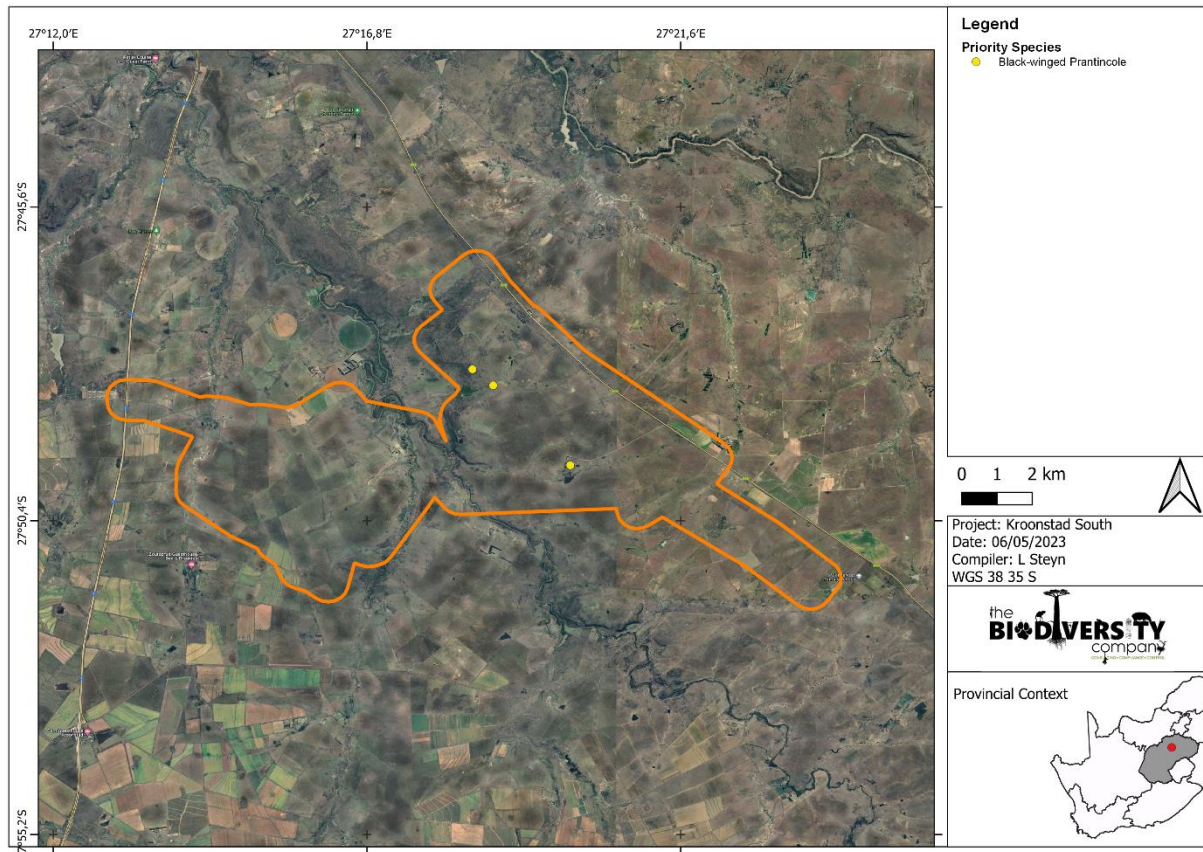 27°12,0'E
27°16,8'E
27°21,6'E
27°45,6'S
27°50,4'S
27°55,2'S
Legend
Priority Species
Black-winged Prantincole
0 1 2 km
Project: Kroonstad South
Date: 06/05/2023
Compiler: L Steyn
WGS 38 35 S
the
BIODIVERSITY
company
Provincial Context